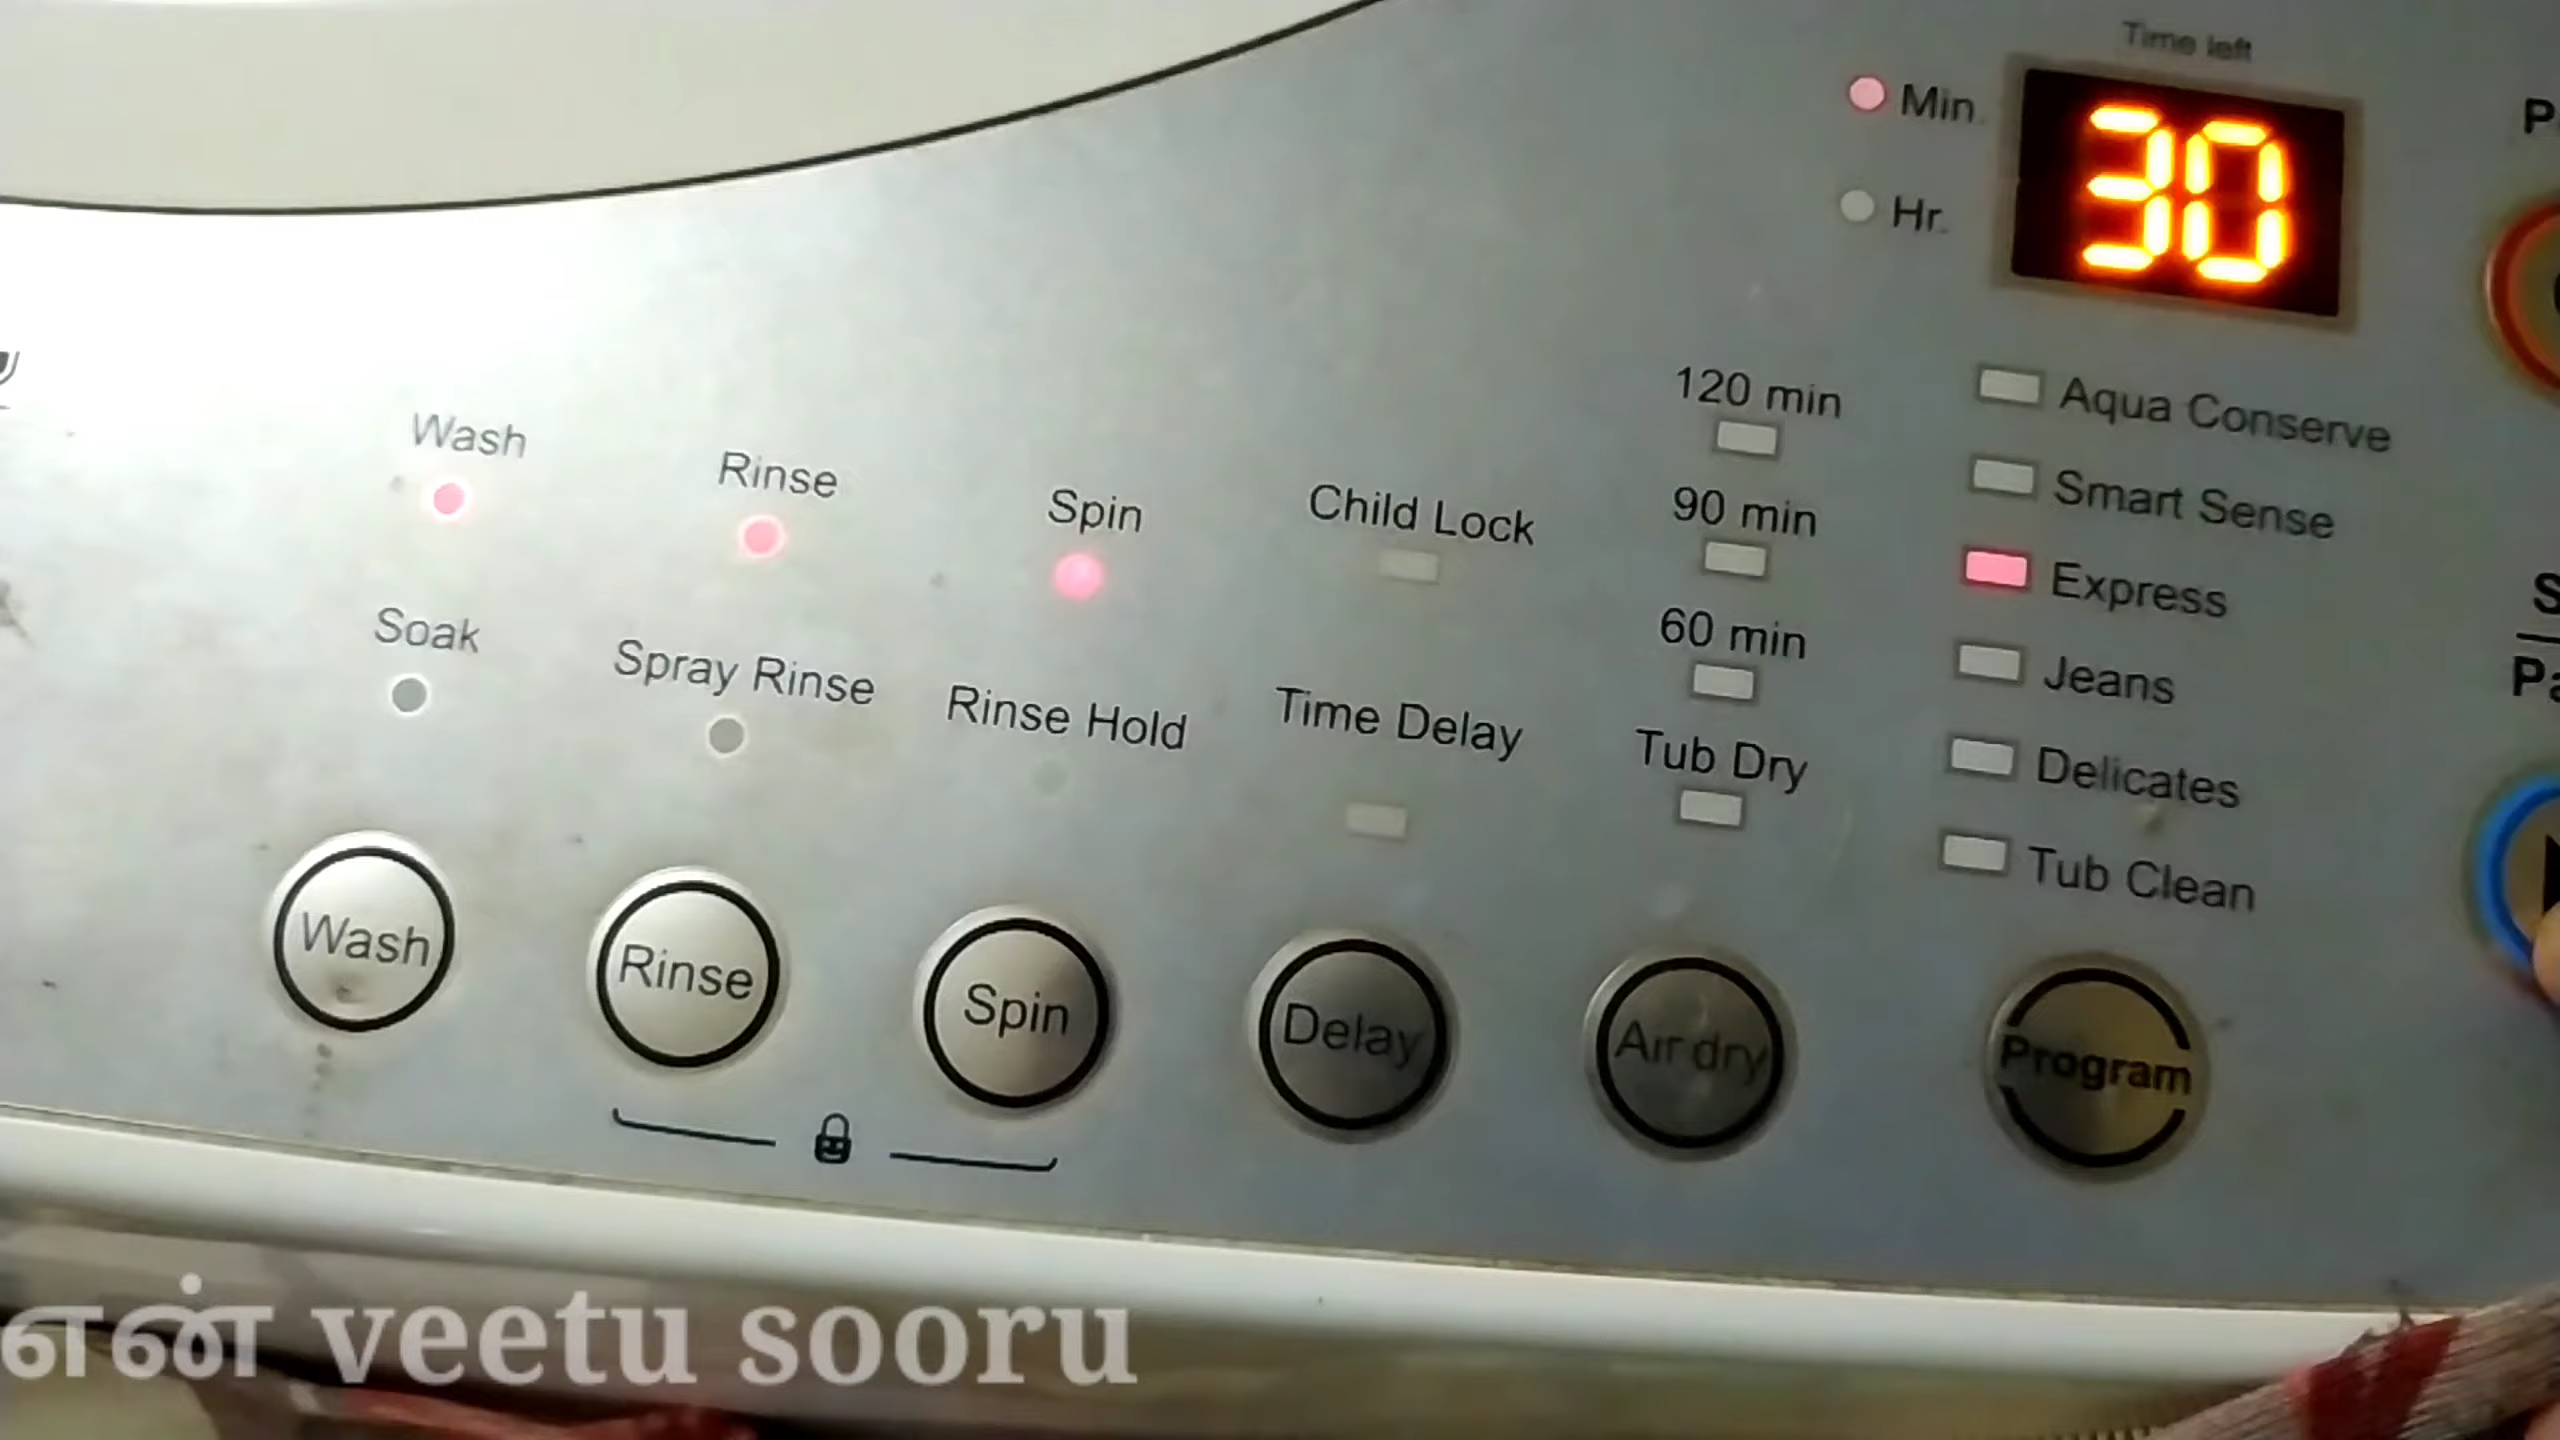 Time left
Min.
Hr.
30
120 min
90 min
60 min
Tub Dry
Aqua Conserve
Smart Sense
Express
Jeans
Delicates
Tub Clean
Wash
Rinse
Spin
Child Lock
Soak
Spray Rinse
Rinse Hold
Time Delay
Wash
Rinse
Spin
Delay
Air dry
Program
என் veetu sooru